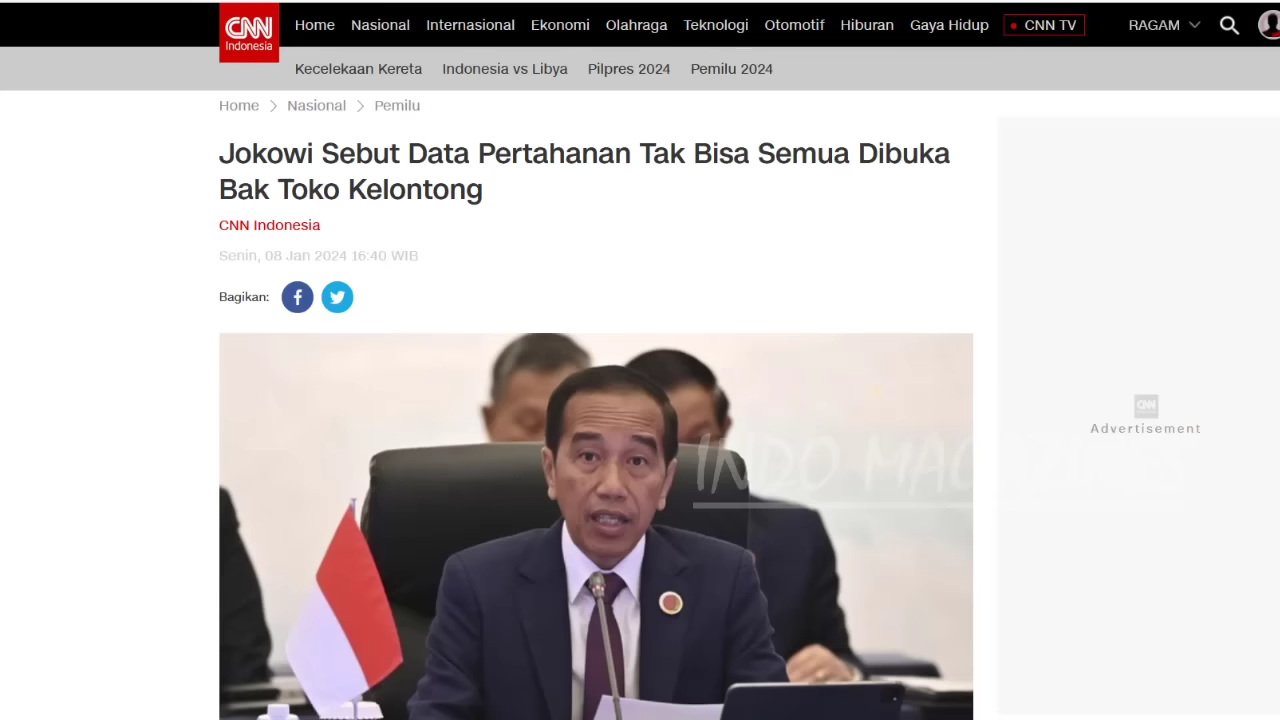 CNN
Indonesia
Home Nasional Internasional Ekonomi Olahraga Teknologi Otomotif Hiburan Gaya Hidup CNN TV RAGAM
Kecelekaan Kereta Indonesia vs Libya Pilpres 2024 Pemilu 2024
Home Nasional Pemilu
Jokowi Sebut Data Pertahanan Tak Bisa Semua Dibuka
Bak Toko Kelontong
CNN Indonesia
Senin, 08 Jan 2024 16:40 WIB
Bagikan:
INDO
CNN
Advertisement